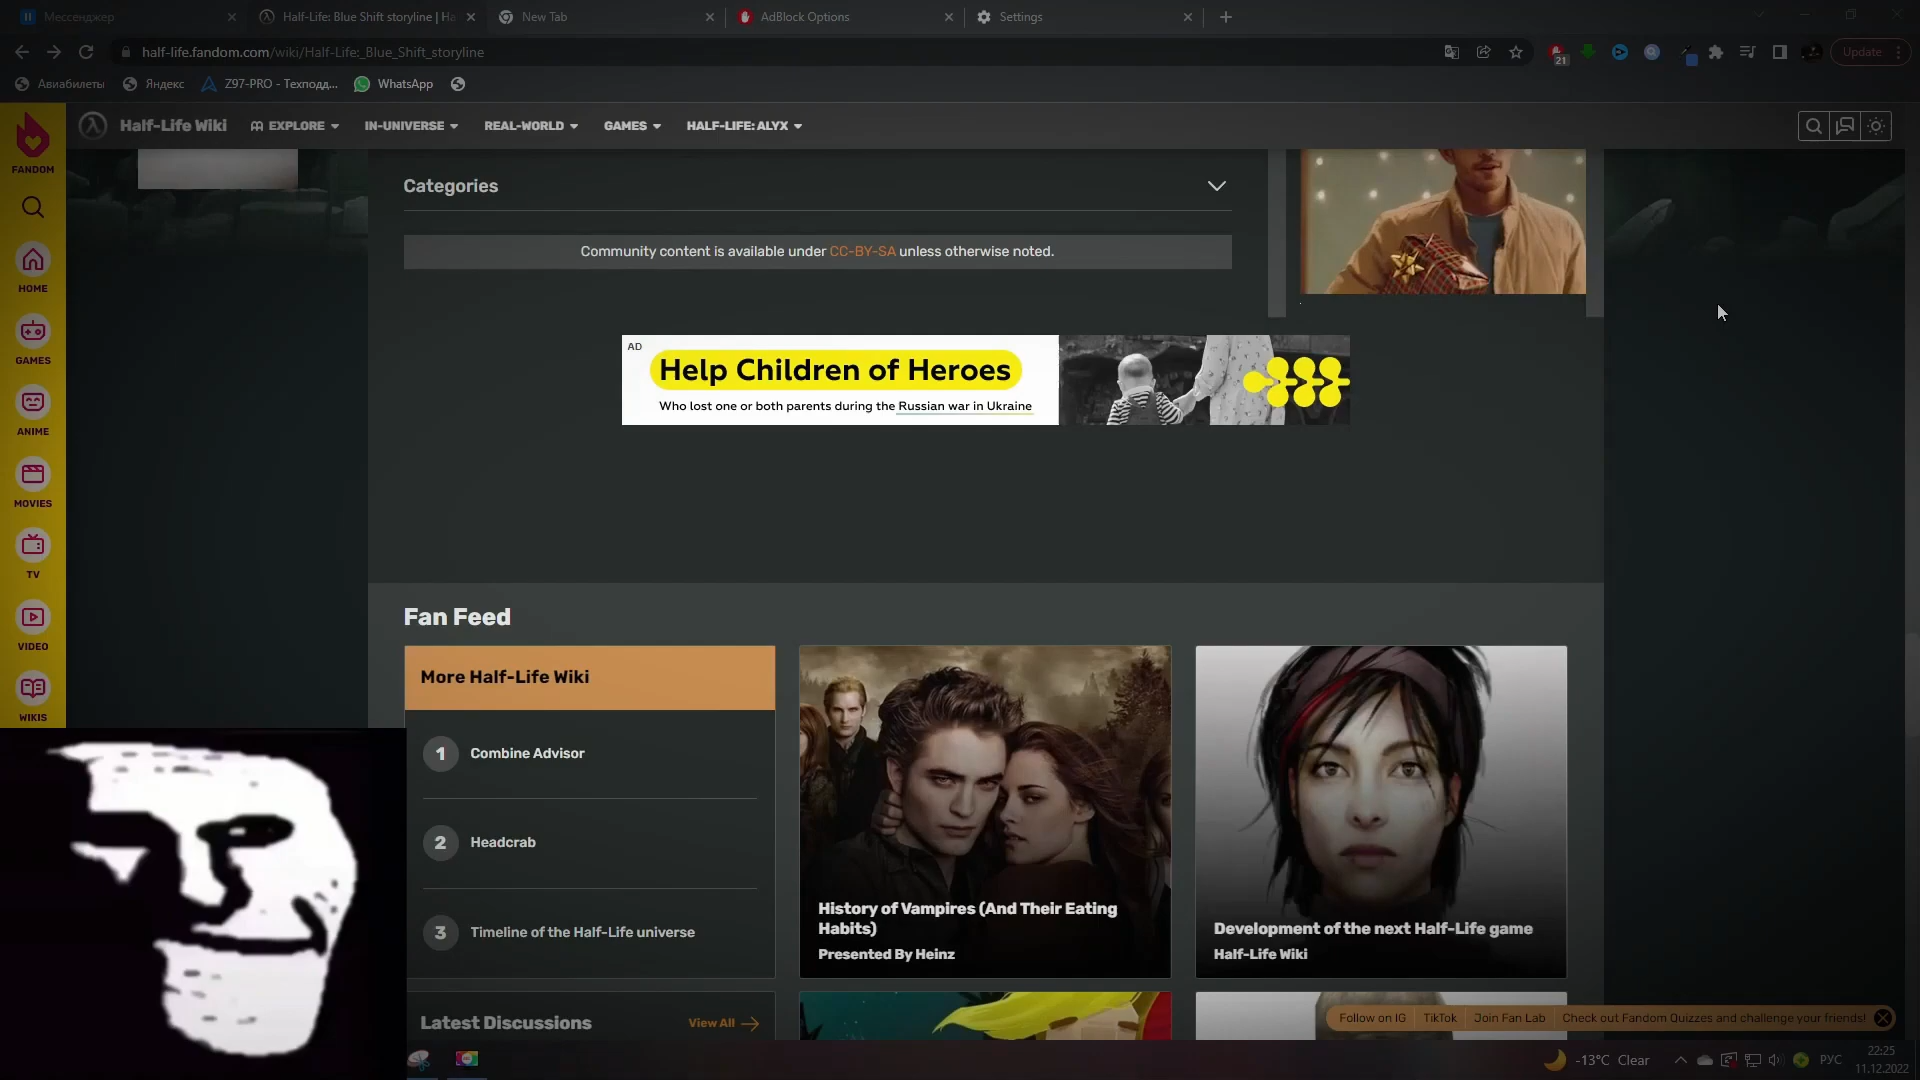 Мессенджер
Half-Life: Blue Shift storyline | Ha
New Tab
AdBlock Options
Settings
half-life.fandom.com/wiki/Half-Life:_Blue_Shift_storyline
21
Update
Авиабилеты
Яндекс
Z97-PRO - Техподд...
WhatsApp
FANDOM
Half-Life Wiki
EXPLORE
IN-UNIVERSE
REAL-WORLD
GAMES
HALF-LIFE: ALYX
HOME
GAMES
ANIME
MOVIES
TV
VIDEO
WIKIS
Categories
Community content is available under CC-BY-SA unless otherwise noted.
AD
Help Children of Heroes
Who lost one or both parents during the Russian war in Ukraine
Fan Feed
More Half-Life Wiki
1 Combine Advisor
2 Headcrab
3 Timeline of the Half-Life universe
History of Vampires (And Their Eating
Habits)
Presented By Heinz
Development of the next Half-Life game
Half-Life Wiki
Latest Discussions
View All
Follow on IG
TikTok
Join Fan Lab
Check out Fandom Quizzes and challenge your friends!
-13°C Clear
РУС
22:25
11.12.2022